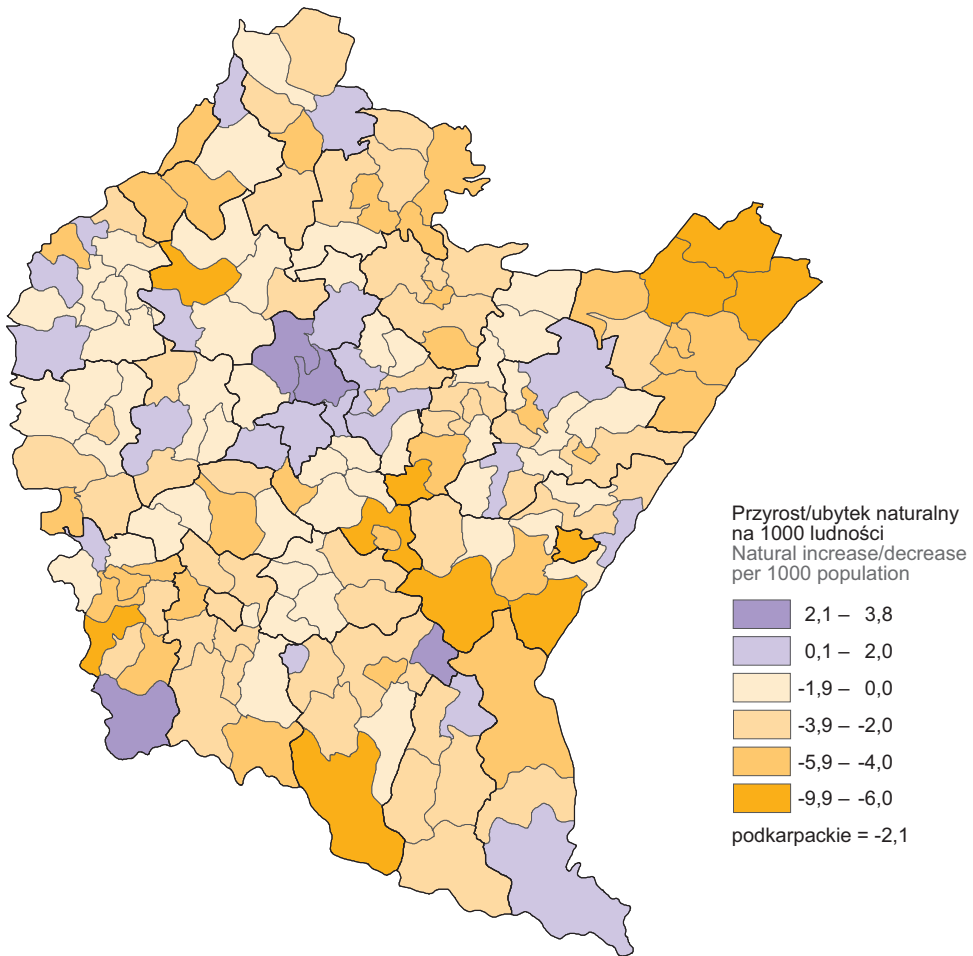 Przyrost/ubytek naturalny
na 1000 ludności
Natural increase/decrease
per 1000 population
2,1 – 3,8
0,1 – 2,0
-1,9 – 0,0
-3,9 – -2,0
-5,9 – -4,0
-9,9 – -6,0
podkarpackie = -2,1